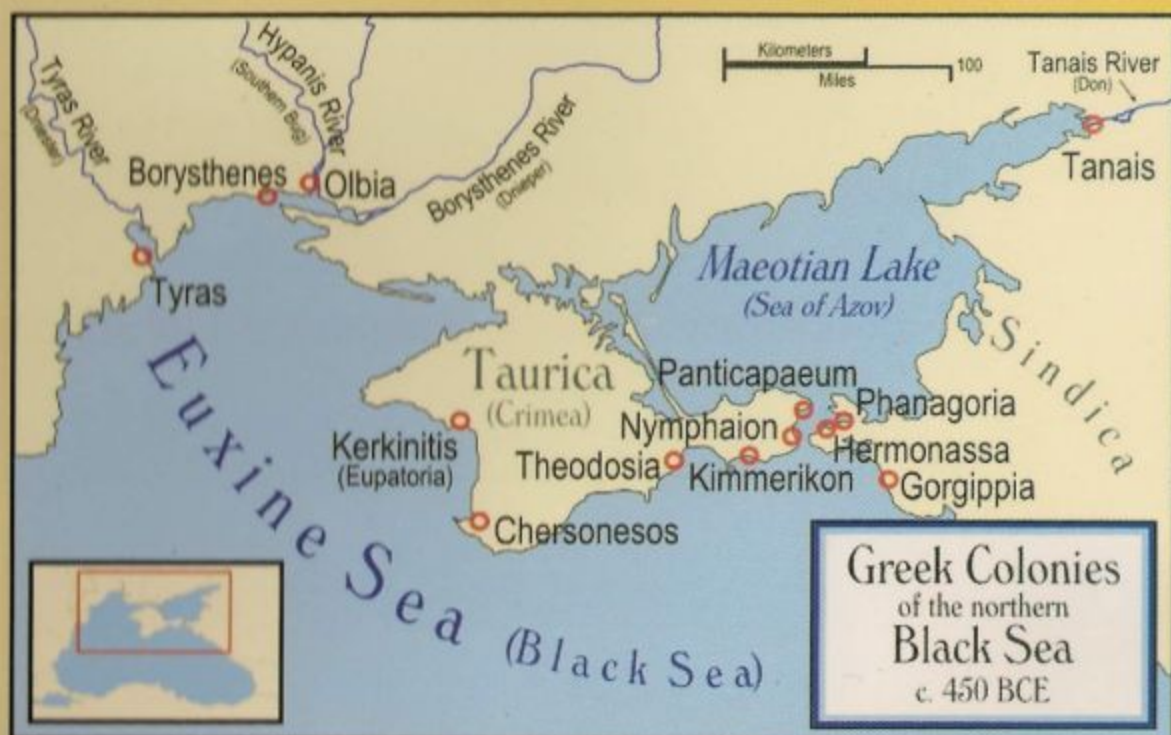 Kilometers
Miles
100
Tanais River
(Don)
Tanais
Hypanis River
(Southern Bug)
Tyras River
(Dniester)
Borysthenes
Olbia
Borysthenes River
(Dnieper)
Tyras
Maeotian Lake
(Sea of Azov)
Sindica
Taurica
(Crimea)
Panticapaeum
Phanagoria
Nymphaion
Hermonassa
Kerkinitis
(Eupatoria)
Theodosia
Kimmerikon
Gorgippia
Chersonesos
Euxine Sea (Black Sea)
Greek Colonies
of the northern
Black Sea
c. 450 BCE